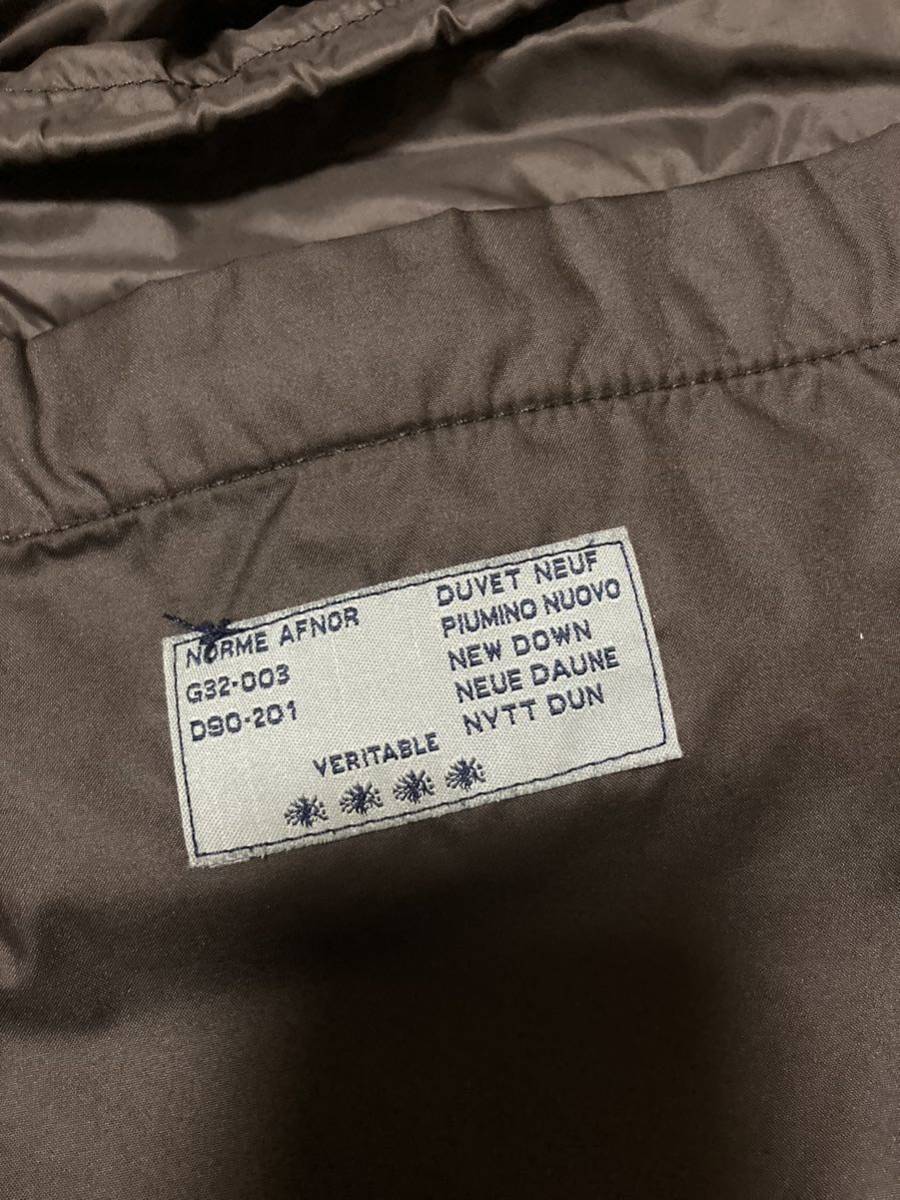 NORME AFNOR
G32-003
D90-201
DUVET NEUF
PIUMINO NUOVO
NEW DOWN
NEUE DAUNE
NYTT DUN
VERITABLE